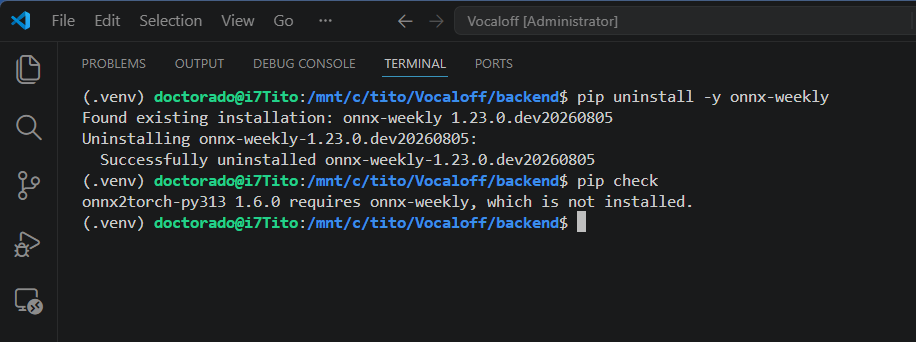 File Edit Selection View Go ··· Vocaloff [Administrator]
PROBLEMS OUTPUT DEBUG CONSOLE TERMINAL PORTS
(.venv) doctorado@i7Tito:/mnt/c/tito/Vocaloff/backend$ pip uninstall -y onnx-weekly
Found existing installation: onnx-weekly 1.23.0.dev20260805
Uninstalling onnx-weekly-1.23.0.dev20260805:
  Successfully uninstalled onnx-weekly-1.23.0.dev20260805
(.venv) doctorado@i7Tito:/mnt/c/tito/Vocaloff/backend$ pip check
onnx2torch-py313 1.6.0 requires onnx-weekly, which is not installed.
(.venv) doctorado@i7Tito:/mnt/c/tito/Vocaloff/backend$